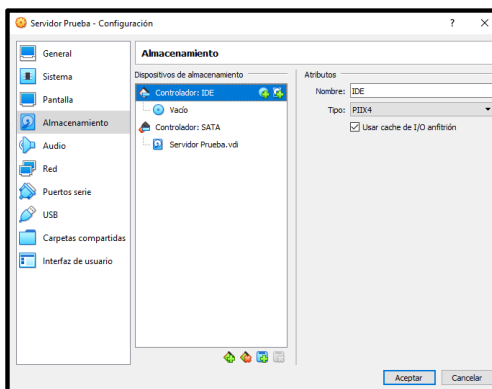 Servidor Prueba - Configuración
?
General
Sistema
Pantalla
Almacenamiento
Audio
Red
Puertos serie
USB
Carpetas compartidas
Interfaz de usuario
Almacenamiento
Dispositivos de almacenamiento
Controlador: IDE
Vacío
Controlador: SATA
Servidor Prueba.vdi
Atributos
Nombre: IDE
Tipo: PIIX4
Usar cache de I/O anfitrión
Aceptar
Cancelar